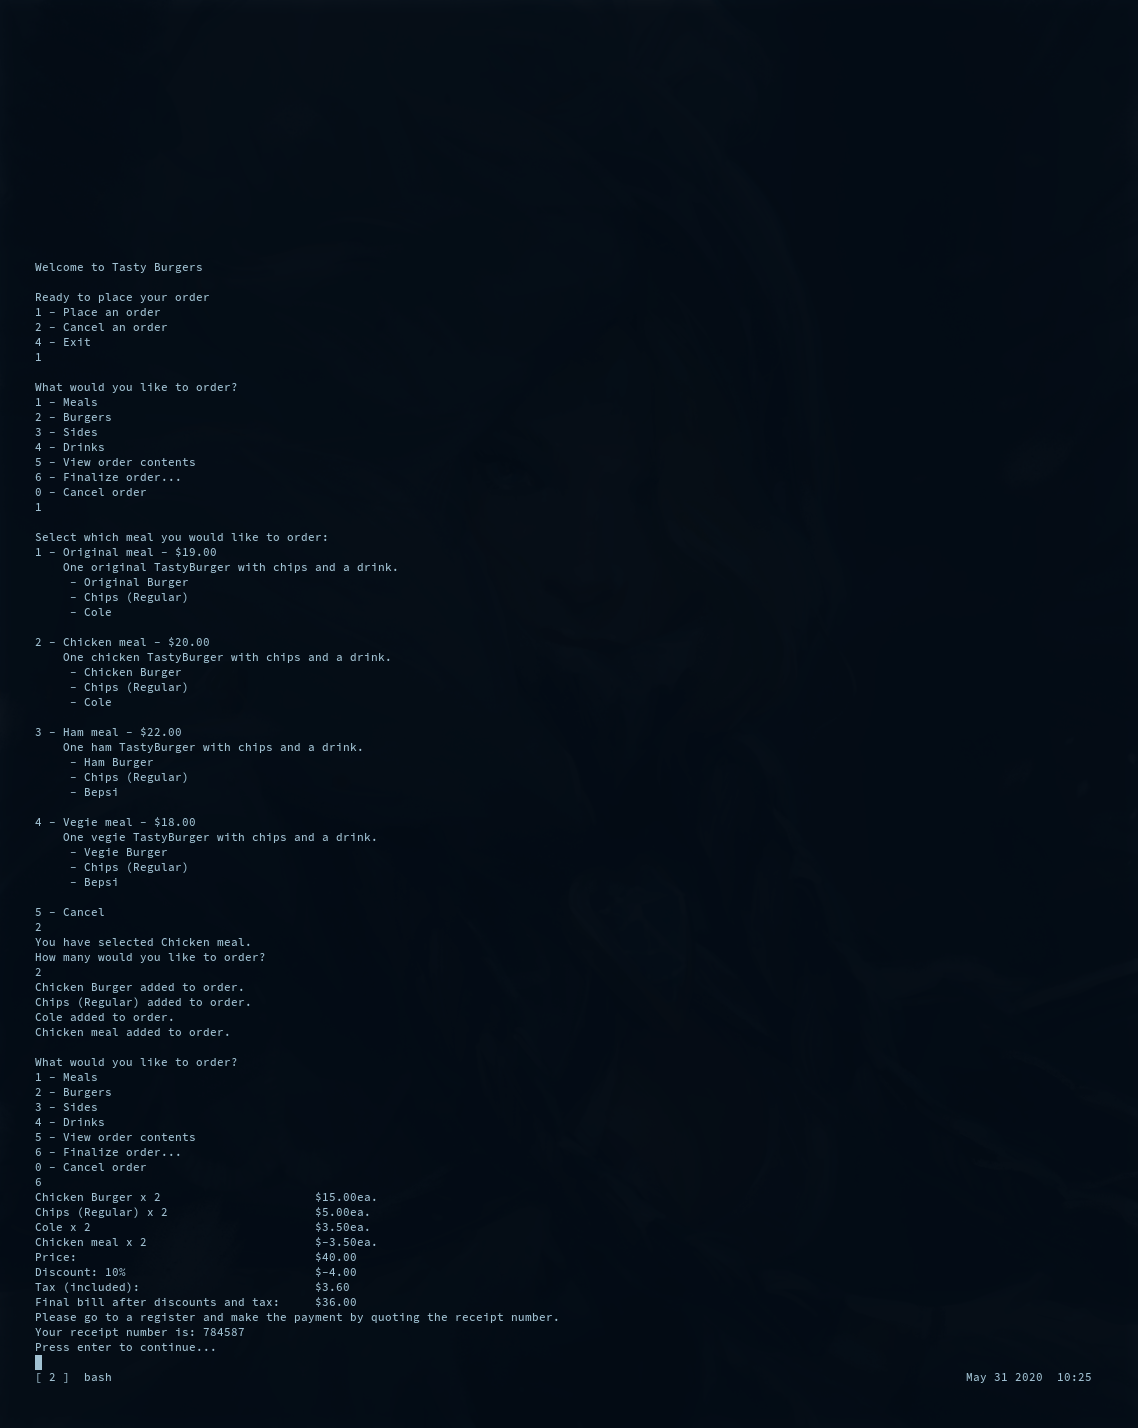 Welcome to Tasty Burgers
Ready to place your order
1 - Place an order
2 - Cancel an order
4 - Exit
1
What would you like to order?
1 - Meals
2 - Burgers
3 - Sides
4 - Drinks
5 - View order contents
6 - Finalize order...
0 - Cancel order
1
Select which meal you would like to order:
1 - Original meal - $19.00
One original TastyBurger with chips and a drink.
- Original Burger
- Chips (Regular)
- Cole
2 - Chicken meal - $20.00
One chicken TastyBurger with chips and a drink.
- Chicken Burger
- Chips (Regular)
- Cole
3 - Ham meal - $22.00
One ham TastyBurger with chips and a drink.
- Ham Burger
- Chips (Regular)
- Bepsi
4 - Vegie meal - $18.00
One vegie TastyBurger with chips and a drink.
- Vegie Burger
- Chips (Regular)
- Bepsi
5 - Cancel
2
You have selected Chicken meal.
How many would you like to order?
2
Chicken Burger added to order.
Chips (Regular) added to order.
Cole added to order.
Chicken meal added to order.
What would you like to order?
1 - Meals
2 - Burgers
3 - Sides
4 - Drinks
5 - View order contents
6 - Finalize order...
0 - Cancel order
6
Chicken Burger x 2 $15.00ea.
Chips (Regular) x 2 $5.00ea.
Cole x 2 $3.50ea.
Chicken meal x 2 $-3.50ea.
Price: $40.00
Discount: 10% $-4.00
Tax (included): $3.60
Final bill after discounts and tax: $36.00
Please go to a register and make the payment by quoting the receipt number.
Your receipt number is: 784587
Press enter to continue...
[ 2 ] bash May 31 2020 10:25